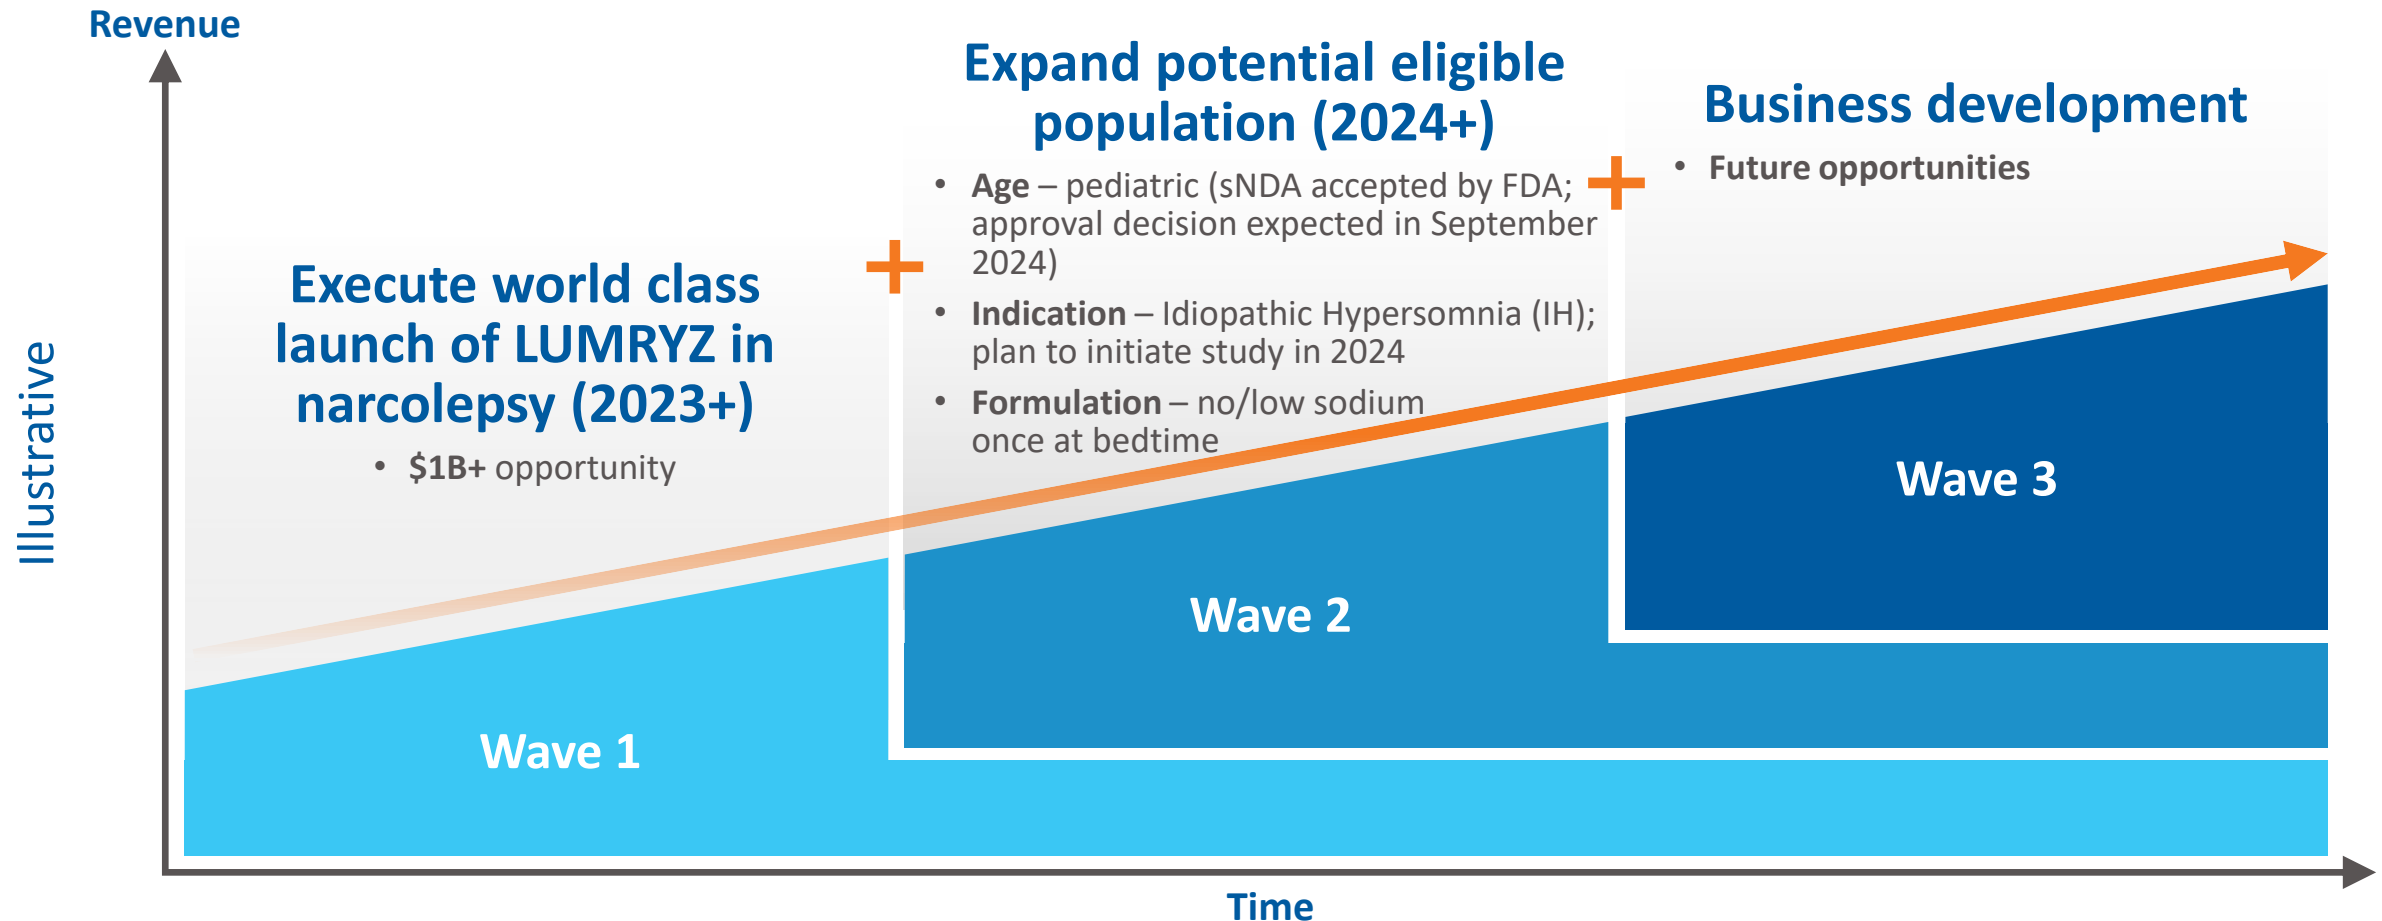 Revenue
Illustrative
Execute world class
launch of LUMRYZ in
narcolepsy (2023+)
• $1B+ opportunity
Expand potential eligible
population (2024+)
• Age – pediatric (sNDA accepted by FDA;
approval decision expected in September
2024)
• Indication – Idiopathic Hypersomnia (IH);
plan to initiate study in 2024
• Formulation – no/low sodium
once at bedtime
Business development
• Future opportunities
Wave 1
Wave 2
Wave 3
Time